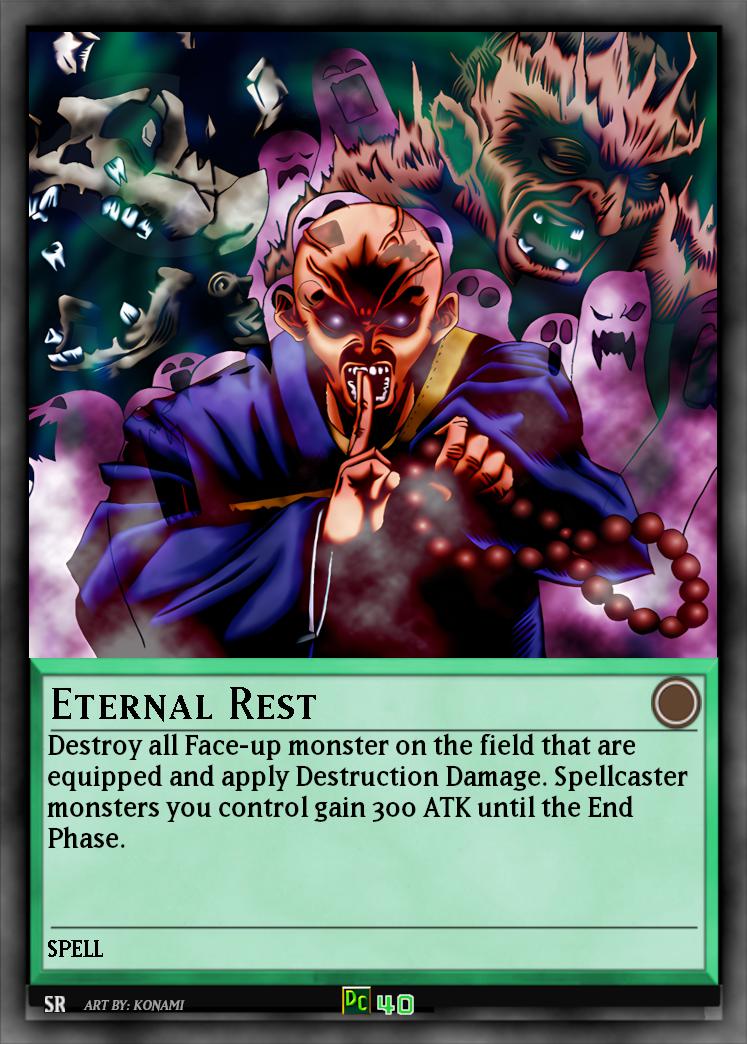 Eternal Rest
Destroy all Face-up monster on the field that are
equipped and apply Destruction Damage. Spellcaster
monsters you control gain 300 ATK until the End
Phase.
SPELL
SR ART BY: KONAMI DC 40